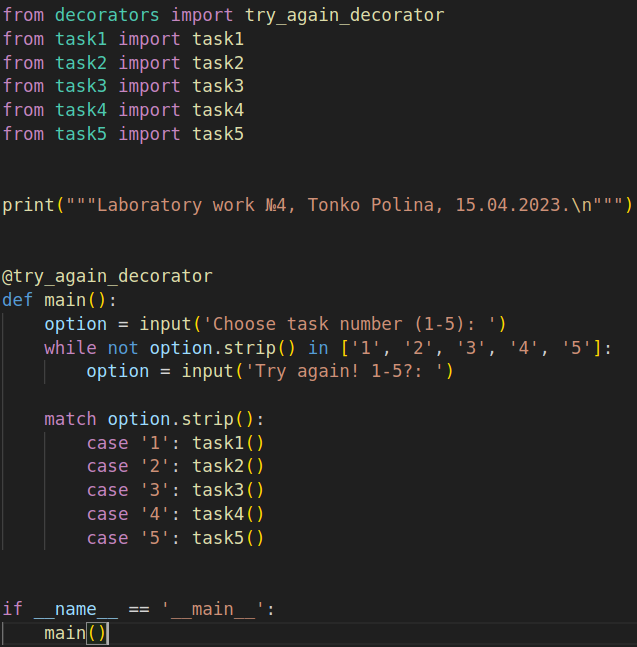 from decorators import try_again_decorator
from task1 import task1
from task2 import task2
from task3 import task3
from task4 import task4
from task5 import task5
print("""Laboratory work №4, Tonko Polina, 15.04.2023.\n""")
@try_again_decorator
def main():
    option = input('Choose task number (1-5): ')
    while not option.strip() in ['1', '2', '3', '4', '5']:
        option = input('Try again! 1-5?: ')
    match option.strip():
        case '1': task1()
        case '2': task2()
        case '3': task3()
        case '4': task4()
        case '5': task5()
if __name__ == '__main__':
    main()